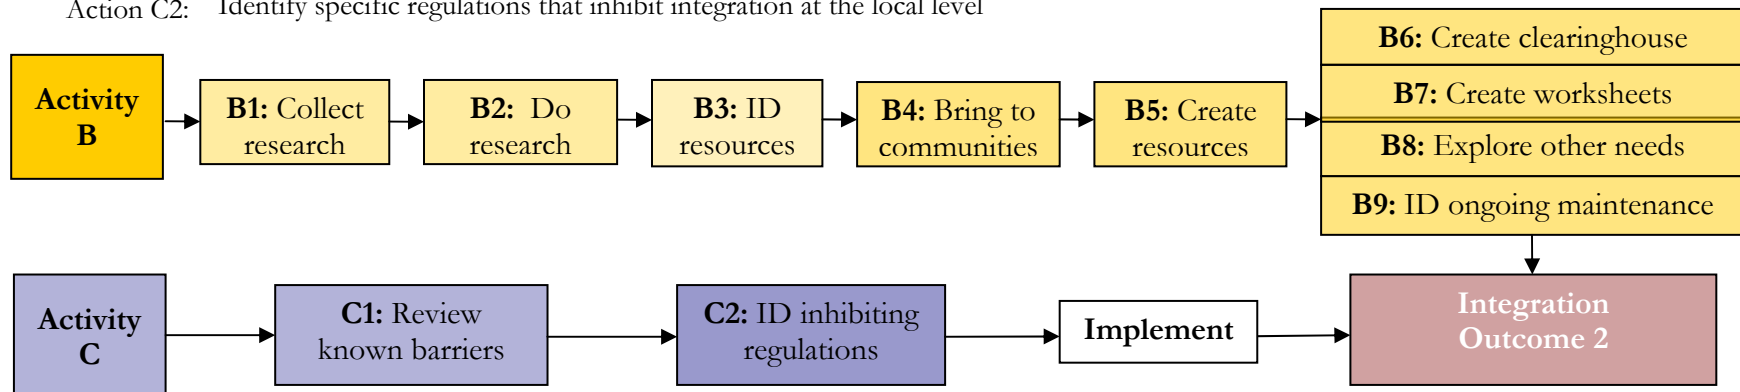 Action C2: Identify specific regulations that inhibit integration at the local level
Activity
B
B1: Collect
research
B2: Do
research
B3: ID
resources
B4: Bring to
communities
B5: Create
resources
B6: Create clearinghouse
B7: Create worksheets
B8: Explore other needs
B9: ID ongoing maintenance
Activity
C
C1: Review
known barriers
C2: ID inhibiting
regulations
Implement
Integration
Outcome 2